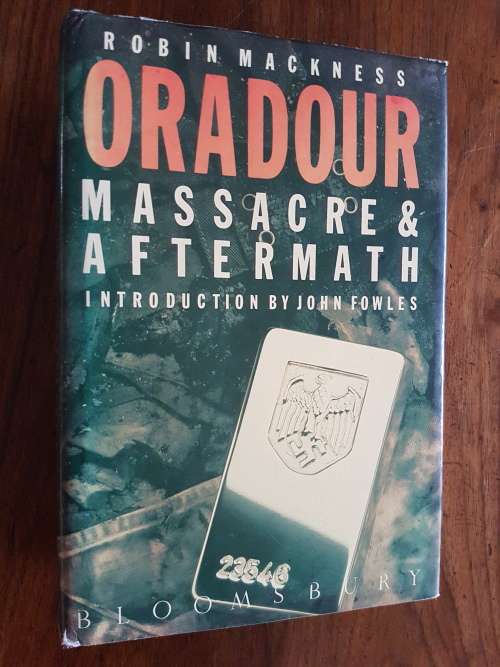 ROBIN MACKNESS
ORADOUR
MASSACRE &
AFTERMATH
INTRODUCTION BY JOHN FOWLES
23546
BLOOMSBURY